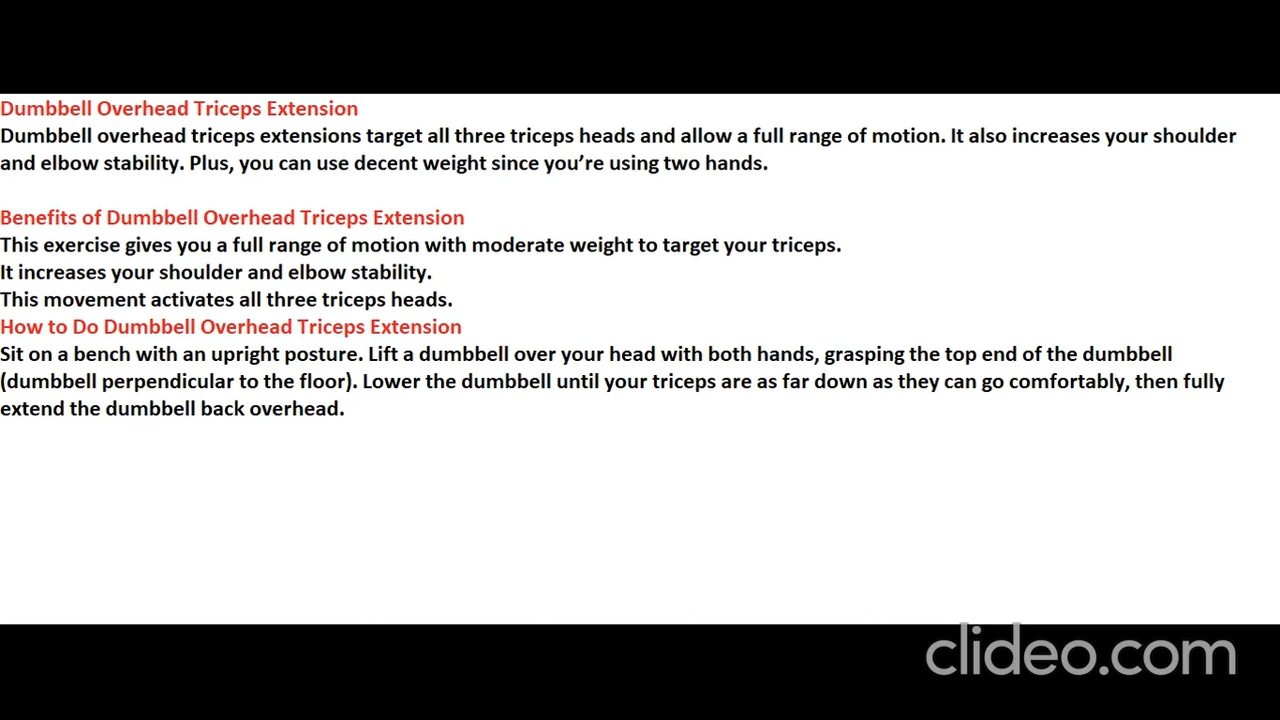 Dumbbell Overhead Triceps Extension
Dumbbell overhead triceps extensions target all three triceps heads and allow a full range of motion. It also increases your shoulder
and elbow stability. Plus, you can use decent weight since you’re using two hands.
Benefits of Dumbbell Overhead Triceps Extension
This exercise gives you a full range of motion with moderate weight to target your triceps.
It increases your shoulder and elbow stability.
This movement activates all three triceps heads.
How to Do Dumbbell Overhead Triceps Extension
Sit on a bench with an upright posture. Lift a dumbbell over your head with both hands, grasping the top end of the dumbbell
(dumbbell perpendicular to the floor). Lower the dumbbell until your triceps are as far down as they can go comfortably, then fully
extend the dumbbell back overhead.
clideo.com